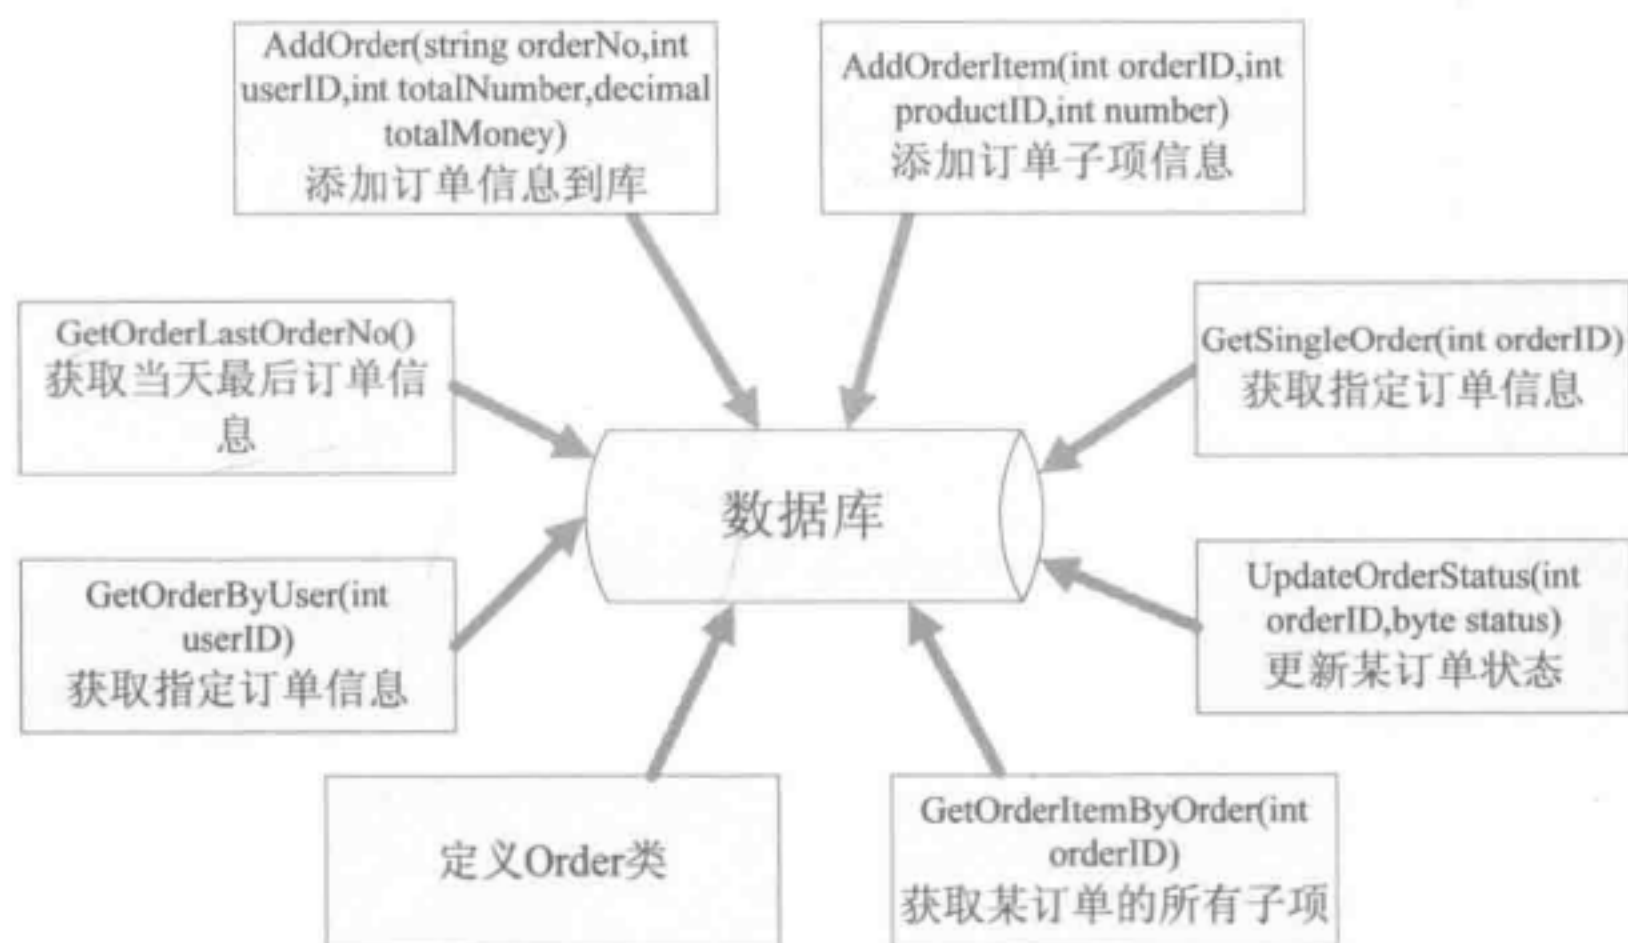 AddOrder(string orderNo,int
userID,int totalNumber,decimal
totalMoney)
添加订单信息到库
AddOrderItem(int orderID,int
productID,int number)
添加订单子项信息
GetOrderLastOrderNo()
获取当天最后订单信
息
GetSingleOrder(int orderID)
获取指定订单信息
数据库
GetOrderByUser(int
userID)
获取指定订单信息
UpdateOrderStatus(int
orderID,byte status)
更新某订单状态
定义Order类
GetOrderItemByOrder(int
orderID)
获取某订单的所有子项